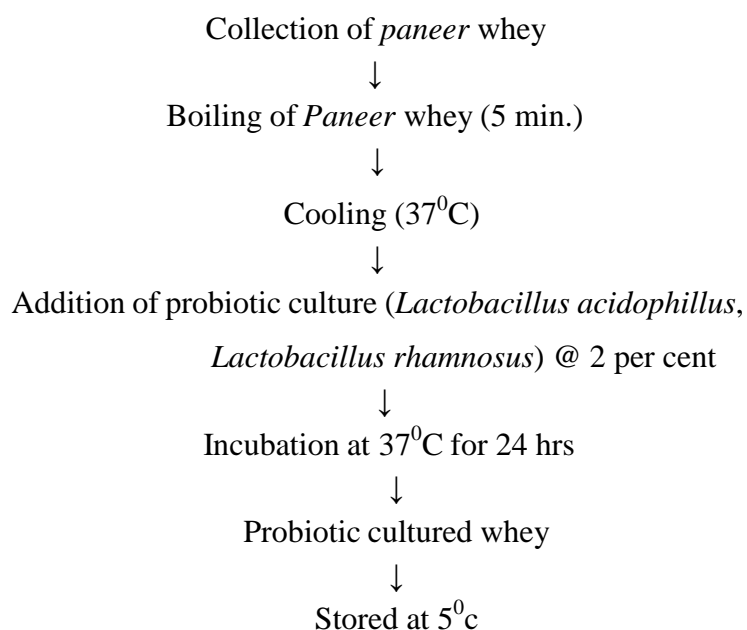 Collection of paneer whey
↓
Boiling of Paneer whey (5 min.)
↓
Cooling (37⁰C)
↓
Addition of probiotic culture (Lactobacillus acidophillus,
Lactobacillus rhamnosus) @ 2 per cent
↓
Incubation at 37⁰C for 24 hrs
↓
Probiotic cultured whey
↓
Stored at 5⁰c